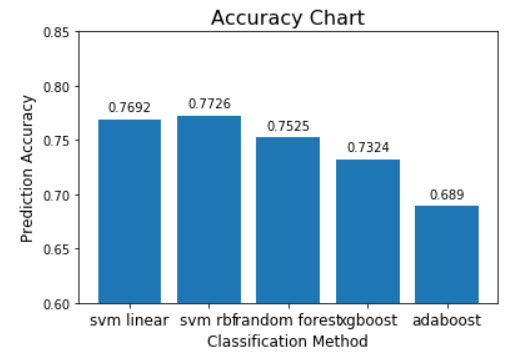 Accuracy Chart
0.85
0.80
0.75
0.70
0.65
0.60
Prediction Accuracy
0.7692
0.7726
0.7525
0.7324
0.689
svm linear
svm rbf
random forest
xgboost
adaboost
Classification Method